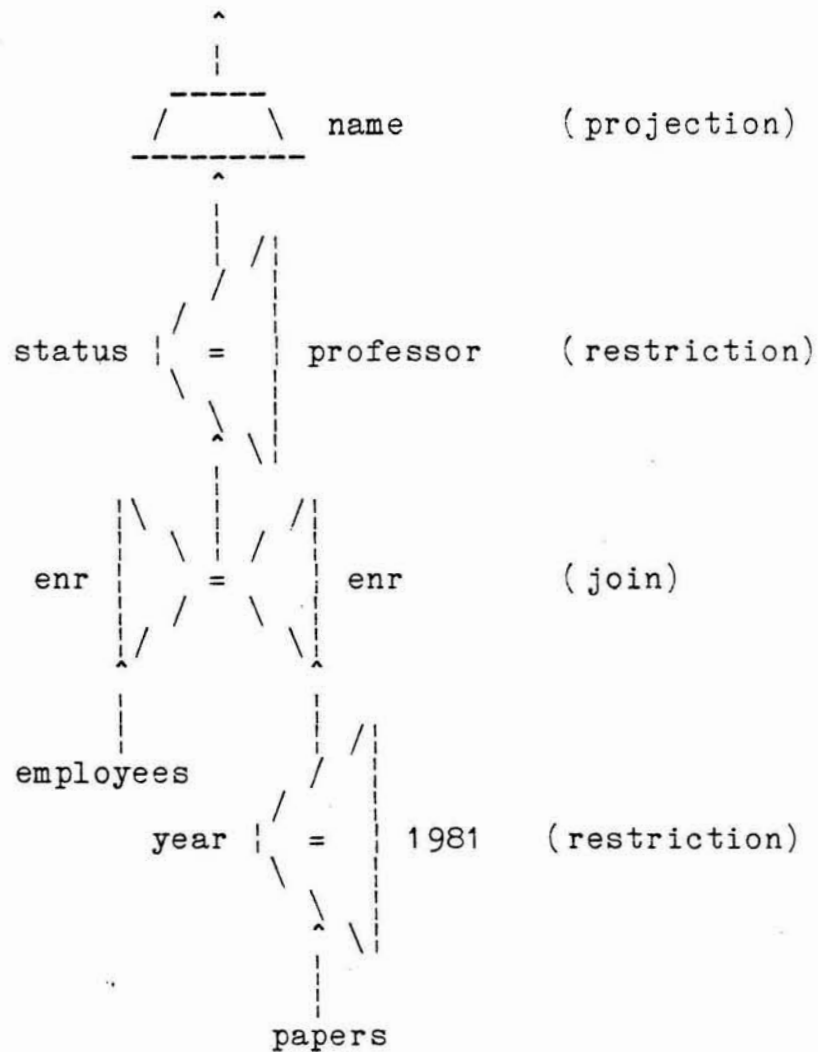 name (projection)
status = professor (restriction)
enr = enr (join)
employees
year = 1981 (restriction)
papers